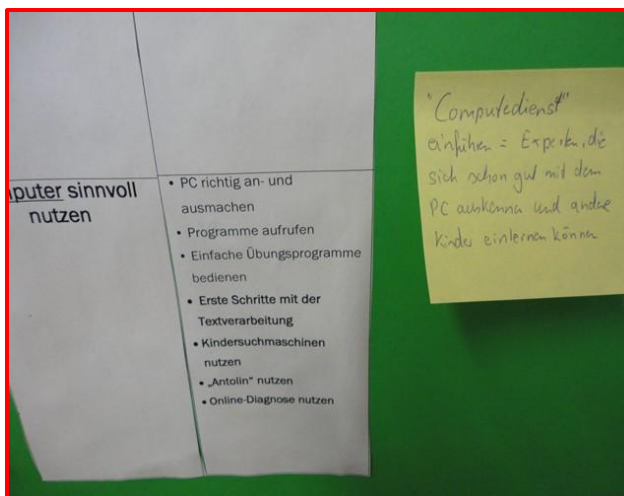 puter sinnvoll
nutzen
• PC richtig an- und
ausmachen
• Programme aufrufen
• Einfache Übungsprogramme
bedienen
• Erste Schritte mit der
Textverarbeitung
• Kindersuchmaschinen
nutzen
• „Antolin“ nutzen
• Online-Diagnose nutzen
"Computedienst"
einführen = Experten, die
sich schon gut mit dem
PC auskennen und andere
Kinder einlernen können